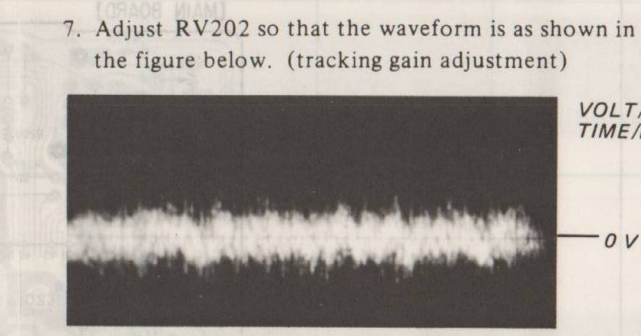 7. Adjust RV202 so that the waveform is as shown in
the figure below. (tracking gain adjustment)
VOLT/
TIME/
0 V